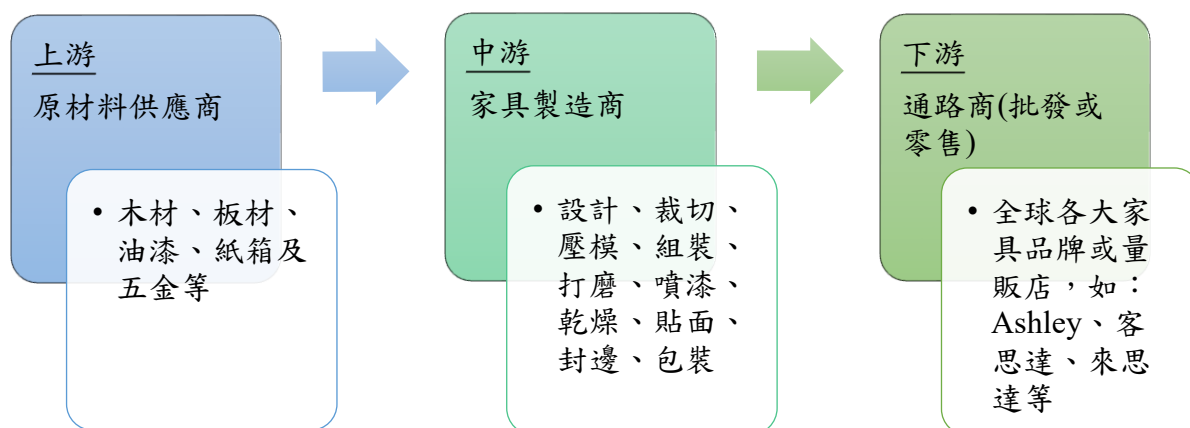 上游
原材料供應商
• 木材、板材、
油漆、紙箱及
五金等
中游
家具製造商
• 設計、裁切、
壓模、組裝、
打磨、噴漆、
乾燥、貼面、
封邊、包裝
下游
通路商(批發或
零售)
• 全球各大家
具品牌或量
販店，如：
Ashley、客
思達、來思
達等